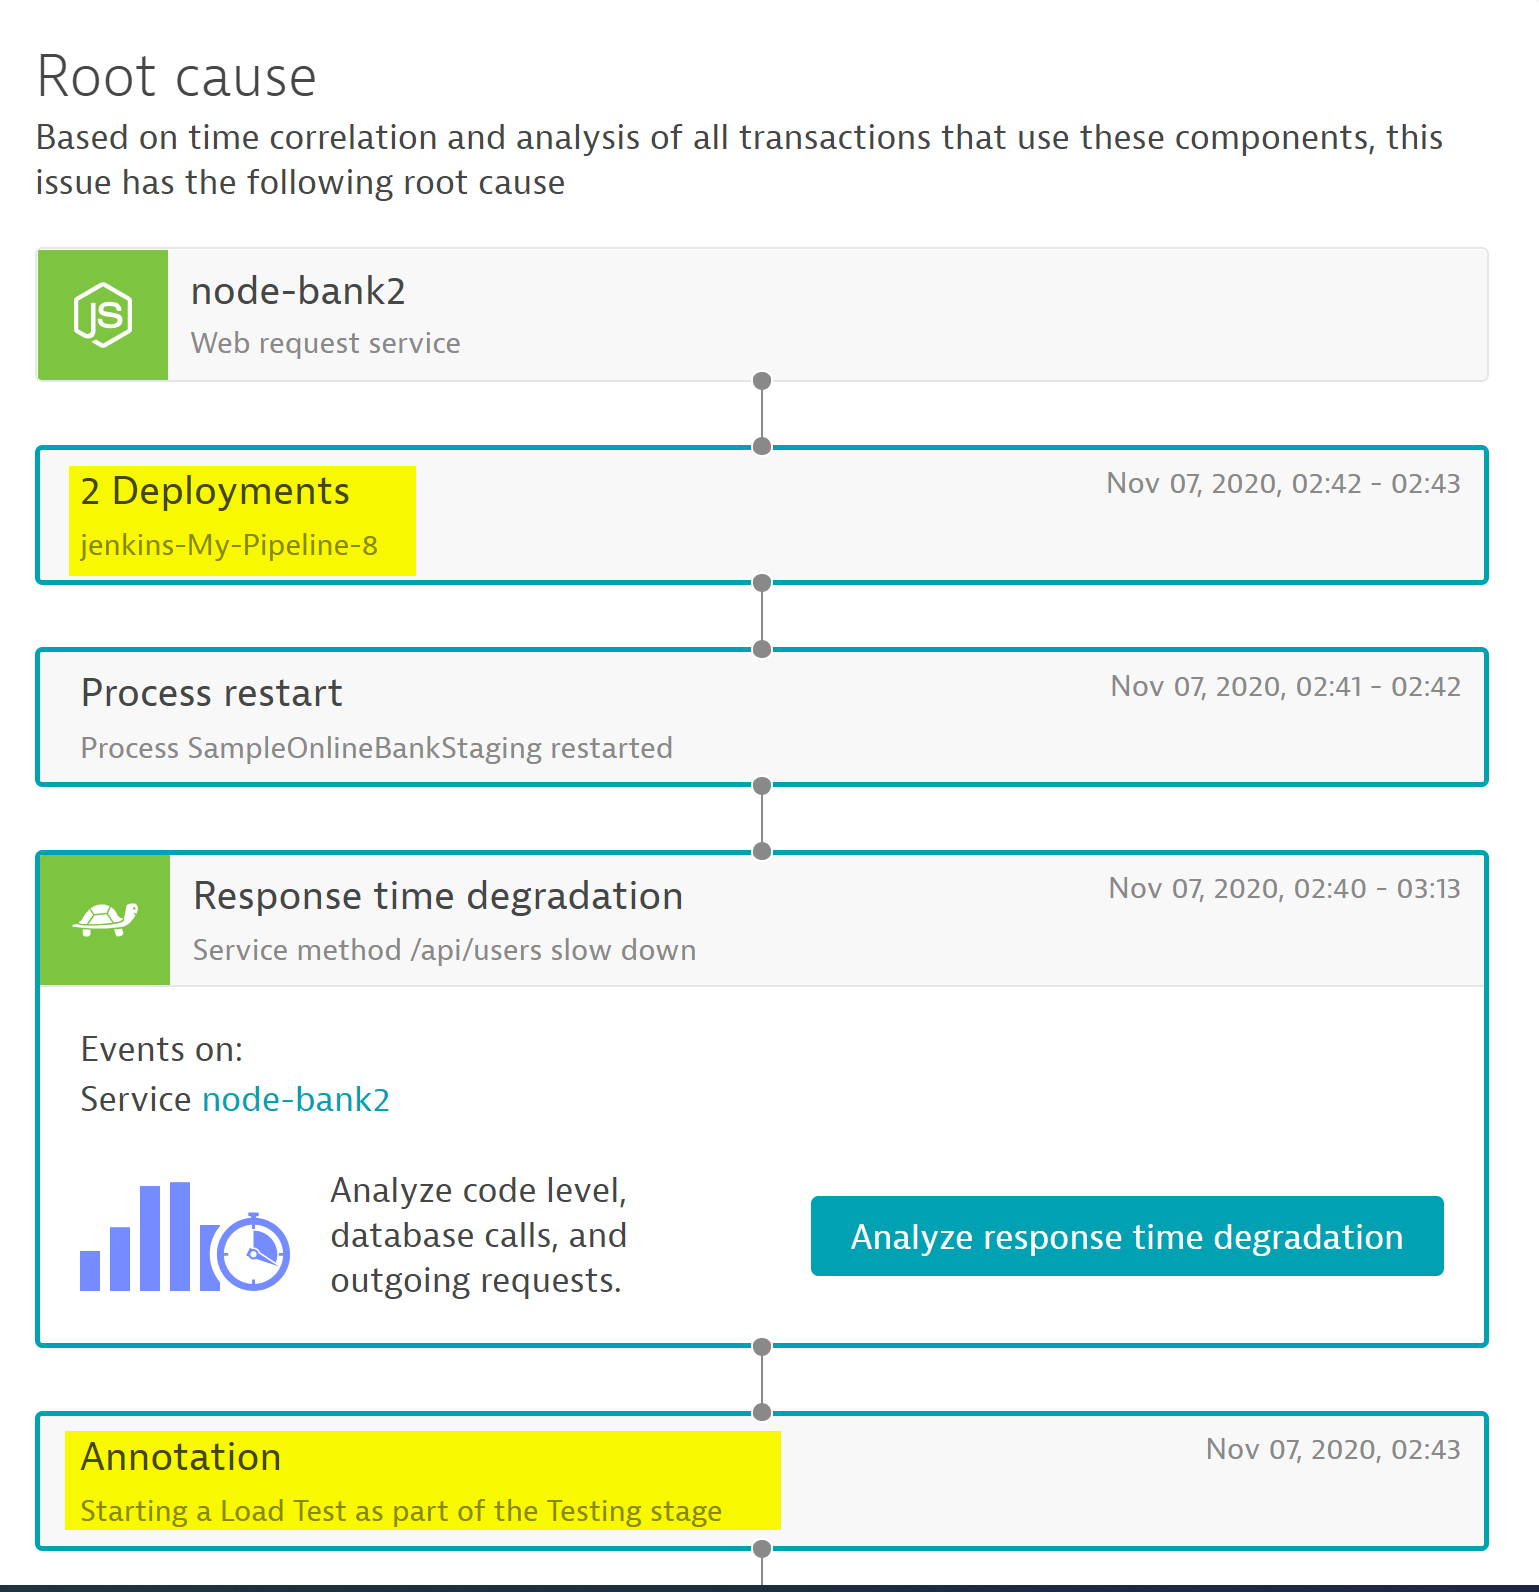 Root cause
Based on time correlation and analysis of all transactions that use these components, this
issue has the following root cause
JS
node-bank2
Web request service
2 Deployments
Nov 07, 2020, 02:42 - 02:43
jenkins-My-Pipeline-8
Process restart
Nov 07, 2020, 02:41 - 02:42
Process SampleOnlineBankStaging restarted
Response time degradation
Nov 07, 2020, 02:40 - 03:13
Service method /api/users slow down
Events on:
Service node-bank2
Analyze code level,
database calls, and
outgoing requests.
Analyze response time degradation
Annotation
Nov 07, 2020, 02:43
Starting a Load Test as part of the Testing stage